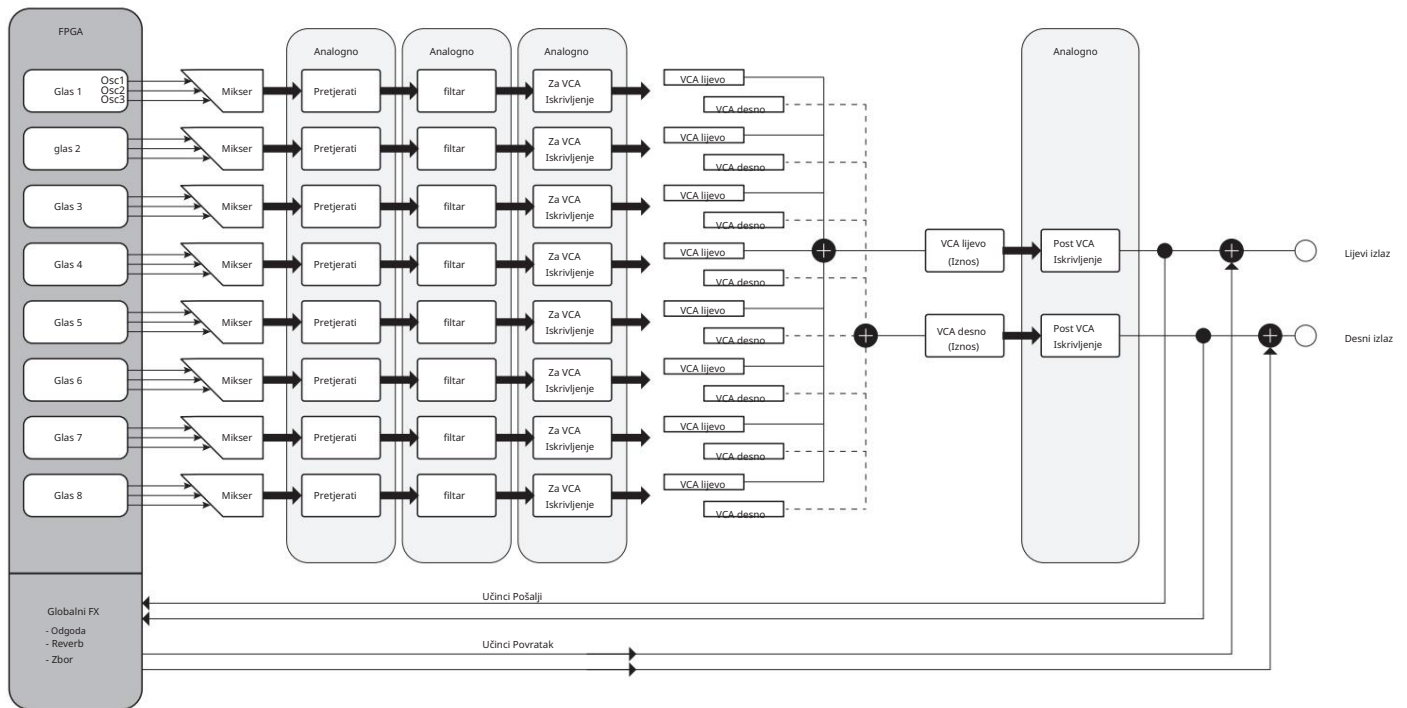 FPGA
Analogno
Analogno
Analogno
Analogno
Glas 1
Osc1
Osc2
Osc3
Mikser
Pretjerati
filtar
Za VCA
Iskrivljenje
VCA lijevo
VCA desno
glas 2
Mikser
Pretjerati
filtar
Za VCA
Iskrivljenje
VCA lijevo
VCA desno
Glas 3
Mikser
Pretjerati
filtar
Za VCA
Iskrivljenje
VCA lijevo
VCA desno
Glas 4
Mikser
Pretjerati
filtar
Za VCA
Iskrivljenje
VCA lijevo
VCA desno
VCA lijevo
(Iznos)
Post VCA
Iskrivljenje
Lijevi izlaz
Glas 5
Mikser
Pretjerati
filtar
Za VCA
Iskrivljenje
VCA lijevo
VCA desno
VCA desno
(Iznos)
Post VCA
Iskrivljenje
Desni izlaz
Glas 6
Mikser
Pretjerati
filtar
Za VCA
Iskrivljenje
VCA lijevo
VCA desno
Glas 7
Mikser
Pretjerati
filtar
Za VCA
Iskrivljenje
VCA lijevo
VCA desno
Glas 8
Mikser
Pretjerati
filtar
Za VCA
Iskrivljenje
VCA lijevo
VCA desno
Učinci Pošalji
Globalni FX
- Odgoda
- Reverb
- Zbor
Učinci Povratak